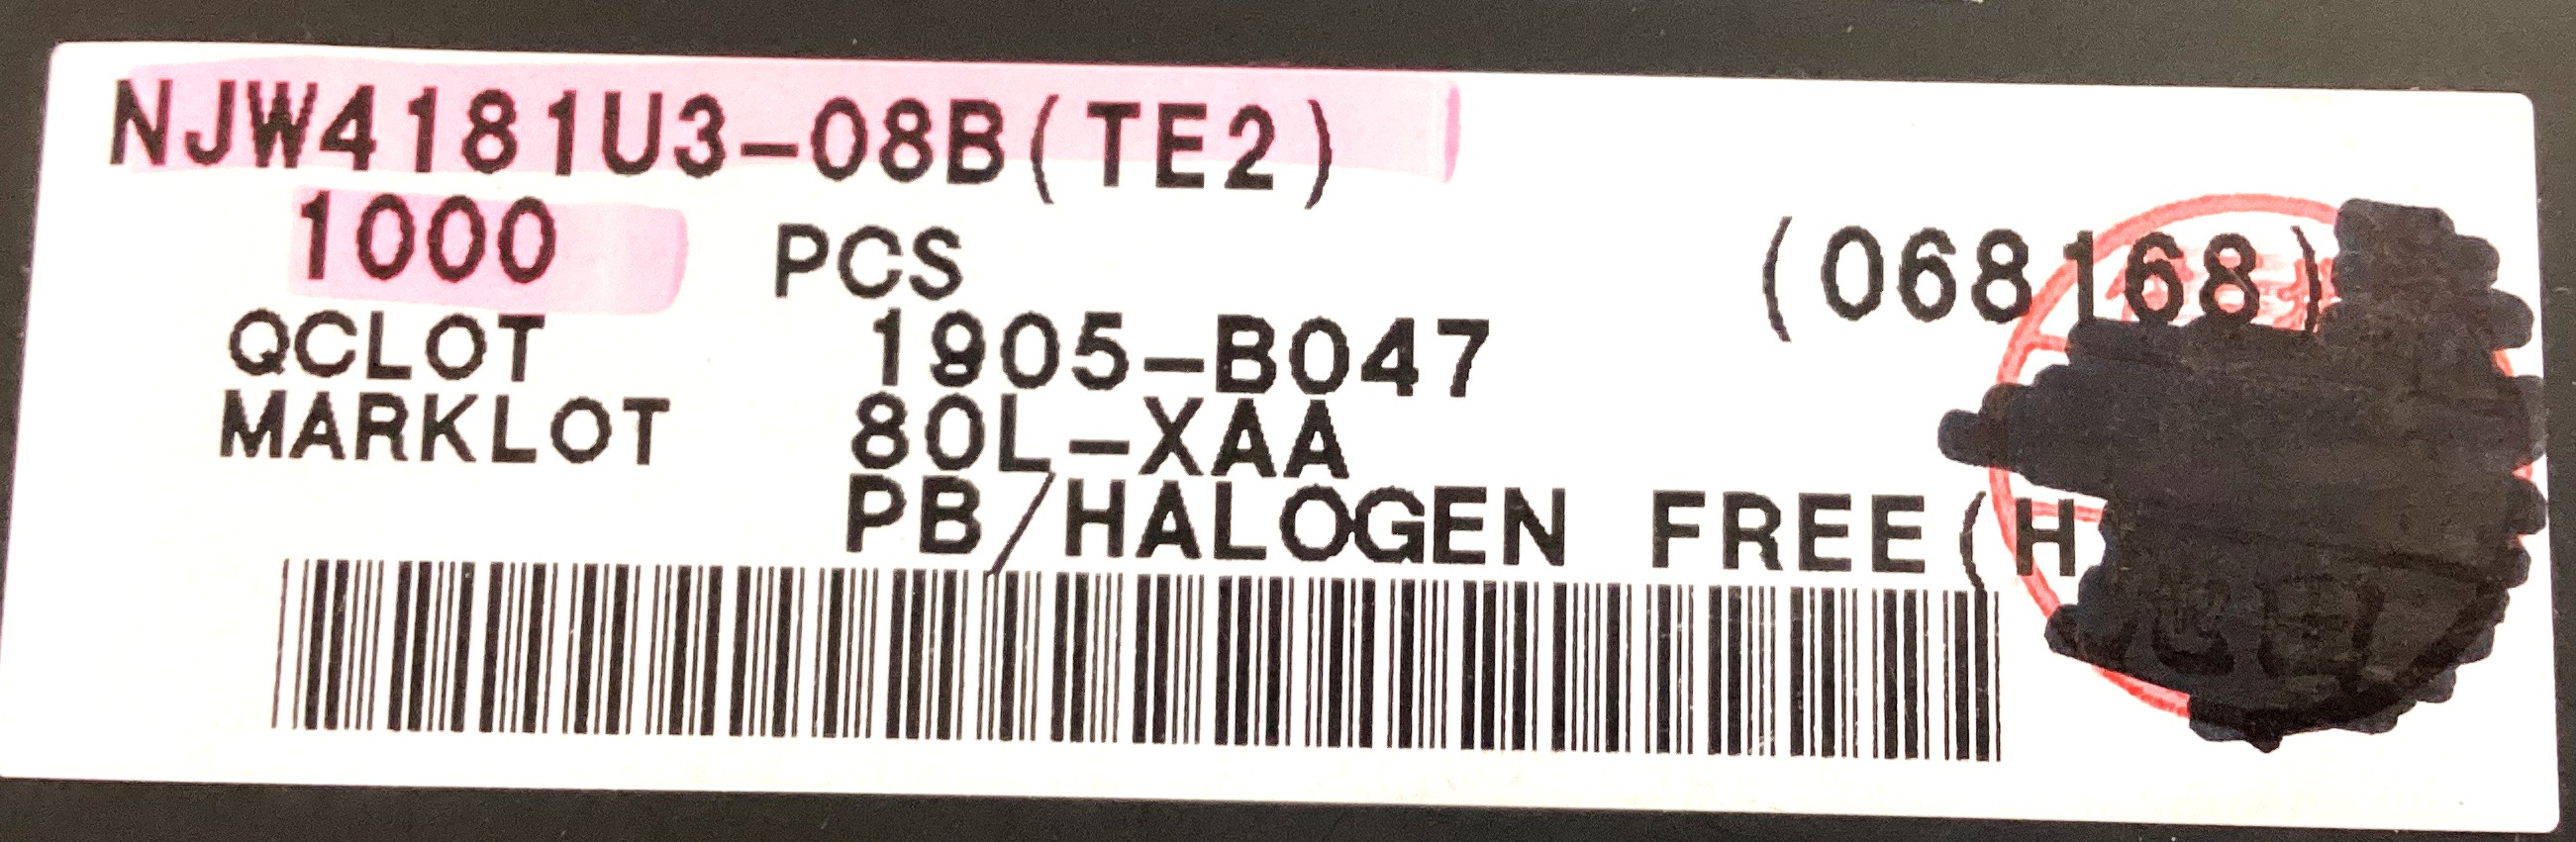 NJW4181U3-08B(TE2)
1000 PCS (068168)
QCLOT 1905-B047
MARKLOT 80L-XAA
PB/HALOGEN FREE(H